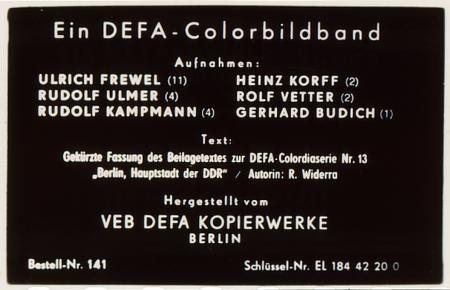 Ein DEFA-Colorbildband
Aufnahmen:
ULRICH FREWEL (11) HEINZ KORFF (2)
RUDOLF ULMER (4) ROLF VETTER (2)
RUDOLF KAMPMANN (4) GERHARD BUDICH (1)
Text:
Gekürzte Fassung des Beilagetextes zur DEFA-Colordiaserie Nr. 13
„Berlin, Hauptstadt der DDR“ / Autorin: R. Widerra
Hergestellt vom
VEB DEFA KOPIERWERKE
BERLIN
Bestell-Nr. 141 Schlüssel-Nr. EL 184 42 20 0